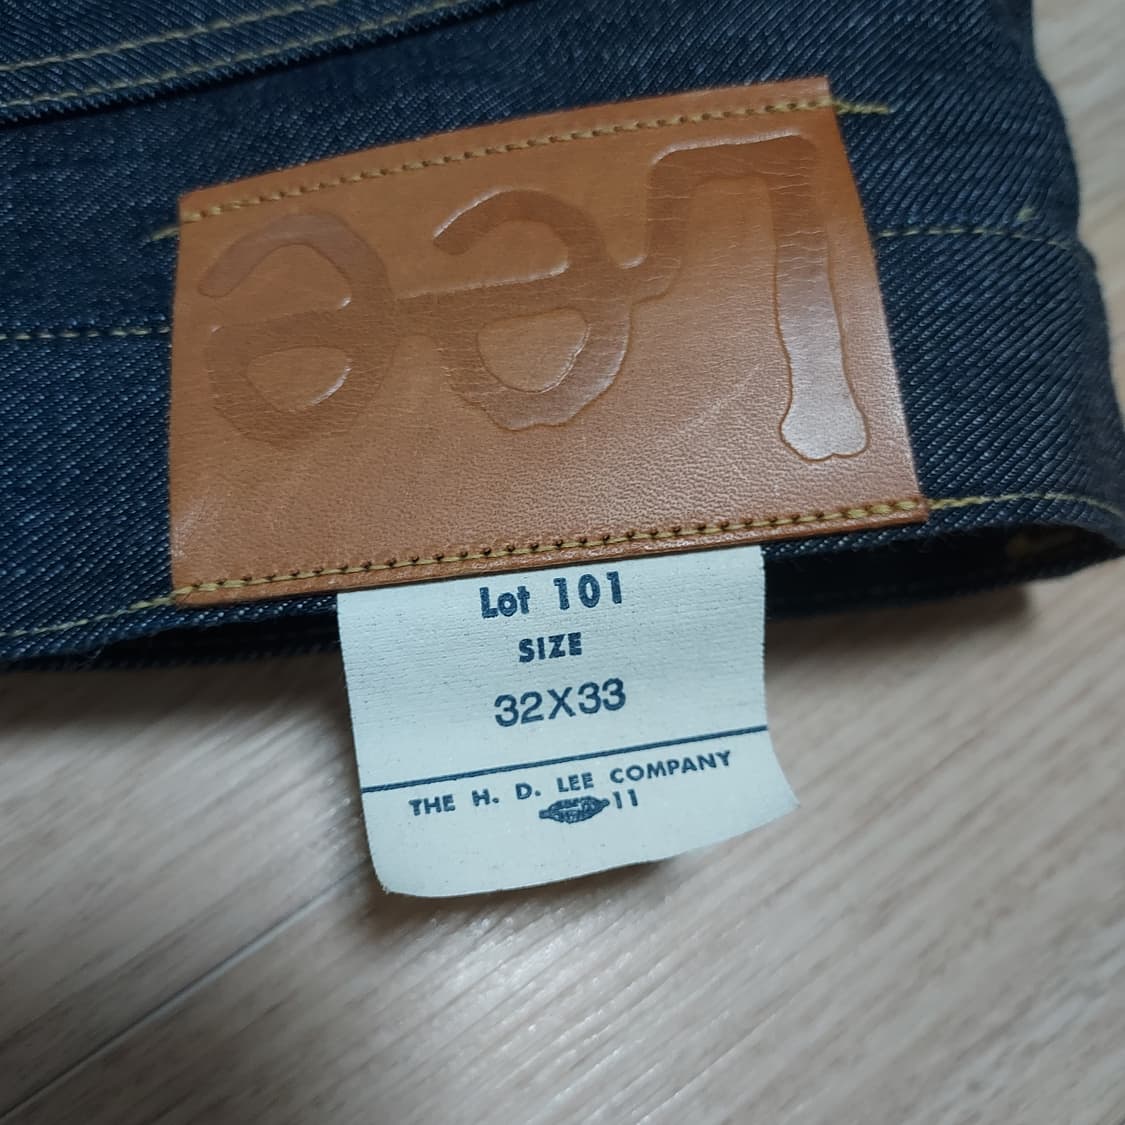 Lee
Lot 101
SIZE
32X33
THE H. D. LEE COMPANY
11